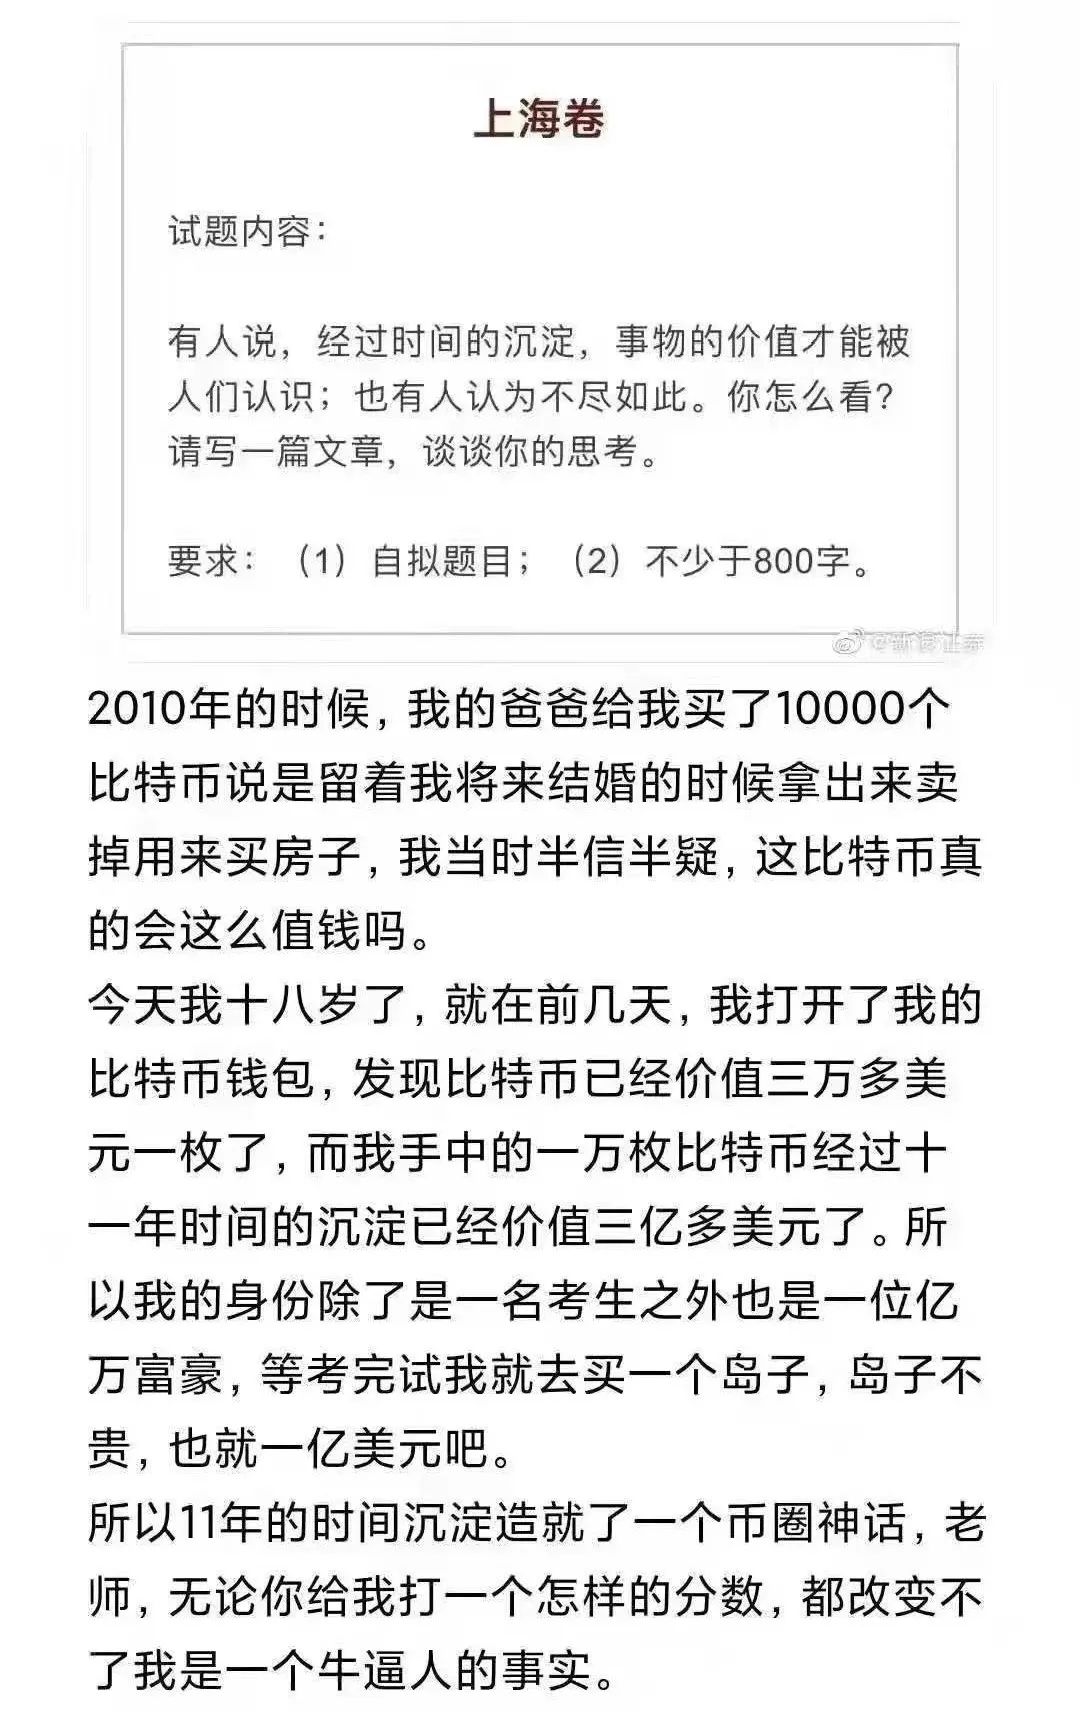 上海卷
试题内容：
有人说，经过时间的沉淀，事物的价值才能被
人们认识；也有人认为不尽如此。你怎么看？
请写一篇文章，谈谈你的思考。
要求：（1）自拟题目；（2）不少于800字。
@新浪证券
2010年的时候，我的爸爸给我买了10000个
比特币说是留着我将来结婚的时候拿出来卖
掉用来买房子，我当时半信半疑，这比特币真
的会这么值钱吗。
今天我十八岁了，就在前几天，我打开了我的
比特币钱包，发现比特币已经价值三万多美
元一枚了，而我手中的一万枚比特币经过十
一年时间的沉淀已经价值三亿多美元了。所
以我的身份除了是一名考生之外也是一位亿
万富豪，等考完试我就去买一个岛子，岛子不
贵，也就一亿美元吧。
所以11年的时间沉淀造就了一个币圈神话，老
师，无论你给我打一个怎样的分数，都改变不
了我是一个牛逼人的事实。